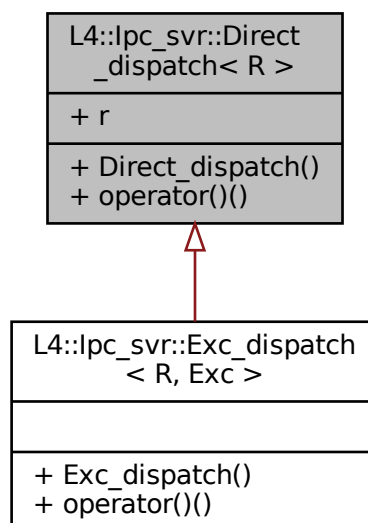 L4::Ipc_svr::Direct
_dispatch< R >
+ r
+ Direct_dispatch()
+ operator()()
L4::Ipc_svr::Exc_dispatch
< R, Exc >
+ Exc_dispatch()
+ operator()()